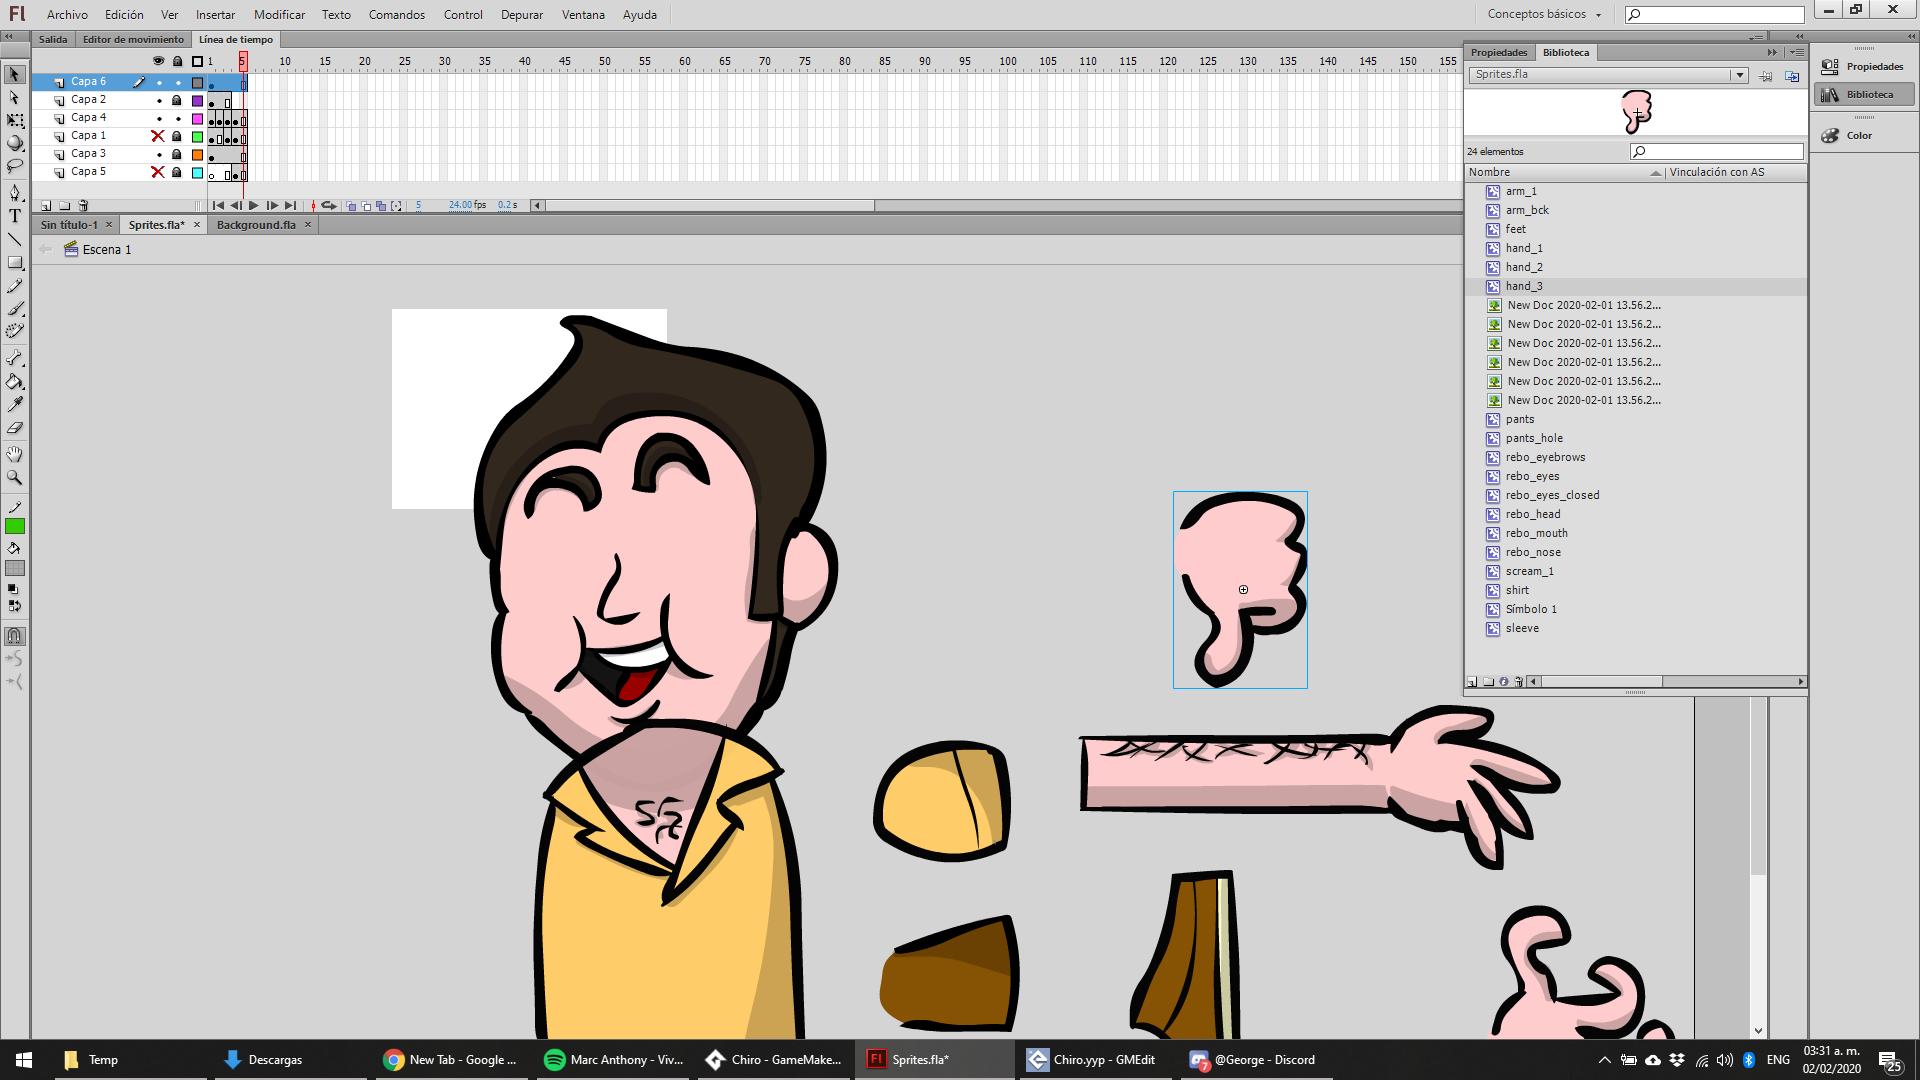 Fl Archivo Edición Ver Insertar Modificar Texto Comandos Control Depurar Ventana Ayuda Conceptos básicos
Salida Editor de movimiento Línea de tiempo
1 5 10 15 20 25 30 35 40 45 50 55 60 65 70 75 80 85 90 95 100 105 110 115 120 125 130 135 140 145 150 155
Capa 6
Capa 2
Capa 4
Capa 1
Capa 3
Capa 5
5 24.00 fps 0.2 s
Sin título-1 × Sprites.fla* × Background.fla ×
Escena 1
Propiedades Biblioteca
Sprites.fla
24 elementos
Nombre Vinculación con AS
arm_1
arm_bck
feet
hand_1
hand_2
hand_3
New Doc 2020-02-01 13.56.2...
New Doc 2020-02-01 13.56.2...
New Doc 2020-02-01 13.56.2...
New Doc 2020-02-01 13.56.2...
New Doc 2020-02-01 13.56.2...
New Doc 2020-02-01 13.56.2...
pants
pants_hole
rebo_eyebrows
rebo_eyes
rebo_eyes_closed
rebo_head
rebo_mouth
rebo_nose
scream_1
shirt
Símbolo 1
sleeve
Propiedades
Biblioteca
Color
Temp
Descargas
New Tab - Google ...
Marc Anthony - Viv...
Chiro - GameMake...
Fl Sprites.fla*
Chiro.yyp - GMEdit
7 @George - Discord
ENG
03:31 a. m.
02/02/2020
25